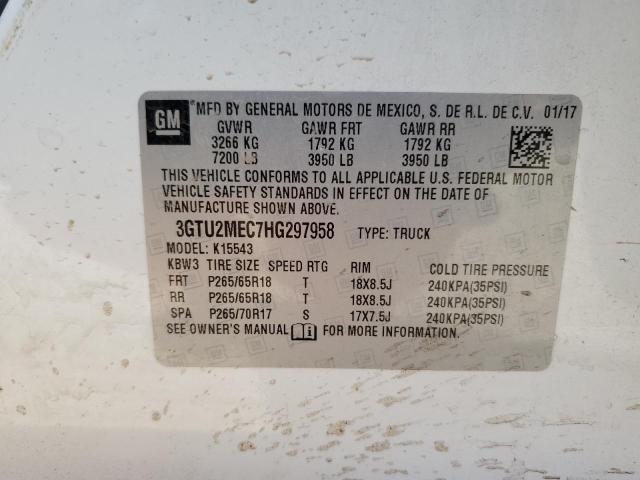 GM
*MFD BY GENERAL MOTORS DE MEXICO, S. DE R.L. DE C.V. 01/17
GVWR GAWR FRT GAWR RR
3266 KG 1792 KG 1792 KG
7200 LB 3950 LB 3950 LB
THIS VEHICLE CONFORMS TO ALL APPLICABLE U.S. FEDERAL MOTOR
VEHICLE SAFETY STANDARDS IN EFFECT ON THE DATE OF
MANUFACTURE SHOWN ABOVE.
3GTU2MEC7HG297958 TYPE: TRUCK
MODEL: K15543
KBW3 TIRE SIZE SPEED RTG RIM COLD TIRE PRESSURE
FRT P265/65R18 T 18X8.5J 240KPA(35PSI)
RR P265/65R18 T 18X8.5J 240KPA(35PSI)
SPA P265/70R17 S 17X7.5J 240KPA(35PSI)
SEE OWNER'S MANUAL FOR MORE INFORMATION.